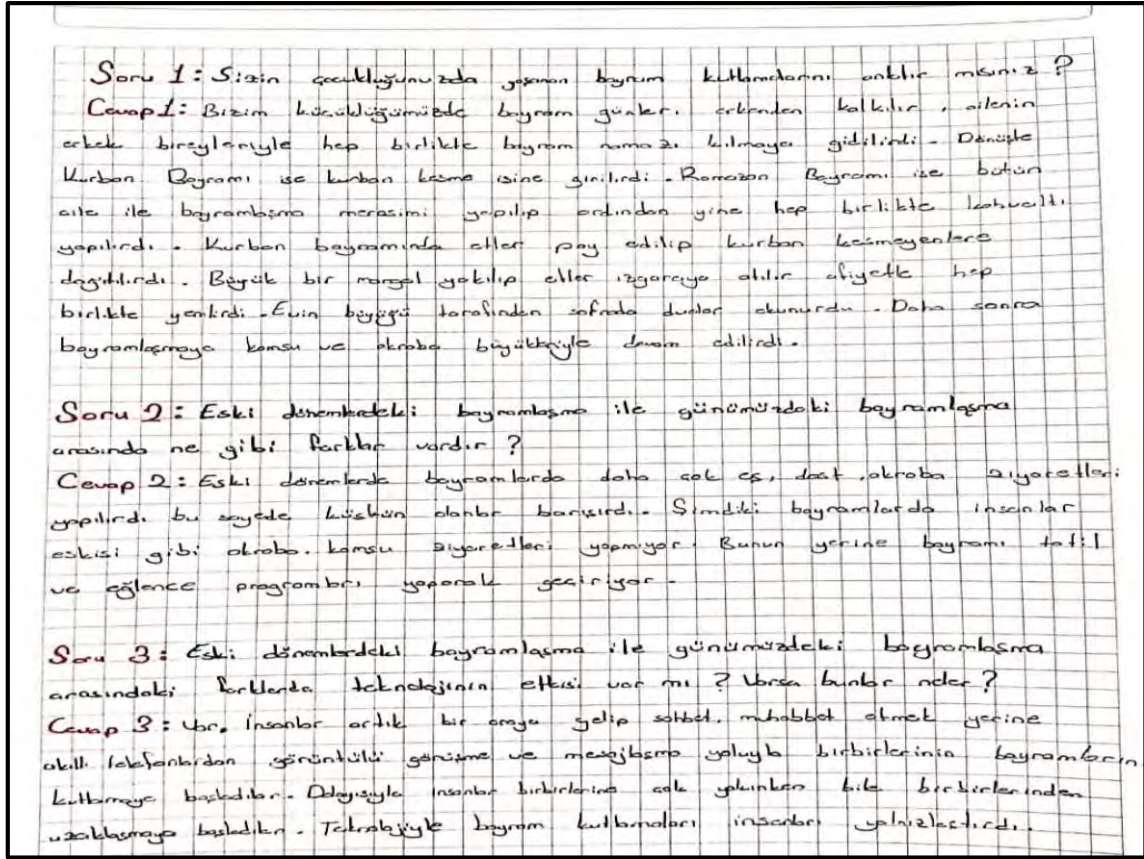 Soru 1: Sizin çocukluğunuzda yaşanan bayram kutlamalarını anlatır mısınız ?
Cevap 1: Bizim küçüklüğümüzde bayram günleri erkenden kalkılır, ailenin
erkek bireyleriyle hep birlikte bayram namazı kılmaya gidilirdi. Dönüşte
Kurban Bayramı ise kurban kesme işine girilirdi. Ramazan Bayramı ise bütün
aile ile bayramlaşma merasimi yapılıp ardından yine hep birlikte kahvaltı
yapılırdı. Kurban bayramında etler pay edilip kurban kesmeyenlere
dağıtılırdı. Büyük bir mangal yakılıp etler ızgaraya atılır afiyetle hep
birlikte yenilirdi. Evin büyüğü tarafından sofrada dualar okunurdu. Daha sonra
bayramlaşmaya komşu ve akraba büyükleriyle devam edilirdi.
Soru 2: Eski dönemlerdeki bayramlaşma ile günümüzdeki bayramlaşma
arasında ne gibi farklar vardır ?
Cevap 2: Eski dönemlerde bayramlarda daha çok eş, dost, akraba ziyaretleri
yapılırdı bu sayede küskün olanlar barışırdı. Şimdiki bayramlarda insanlar
eskisi gibi akraba, komşu ziyaretleri yapmıyor. Bunun yerine bayramı tatil
ve eğlence programları yaparak geçiriyor.
Soru 3: Eski dönemlerdeki bayramlaşma ile günümüzdeki bayramlaşma
arasındaki farklarda teknolojinin etkisi var mı ? Varsa bunlar neler ?
Cevap 3: Var. İnsanlar artık bir araya gelip sohbet, muhabbet etmek yerine
akıllı telefonlardan görüntülü görüşme ve mesajlaşma yoluyla birbirlerinin bayramların
kutlamaya başladılar. Dolayısıyla insanlar birbirlerine çok yakınken bile birbirlerinden
uzaklaşmaya başladılar. Teknolojiyle bayram kutlamaları insanları yalnızlaştırdı.